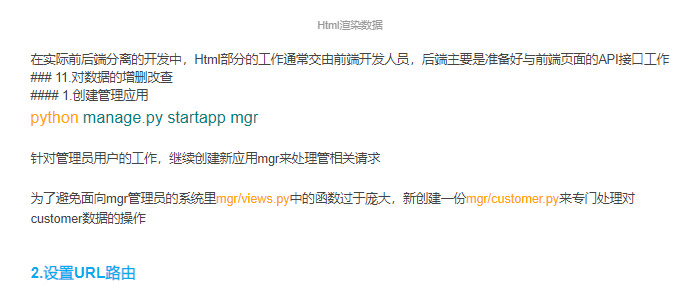 Html渲染数据
在实际前后端分离的开发中，Html部分的工作通常交由前端开发人员，后端主要是准备好与前端页面的API接口工作
### 11.对数据的增删改查
#### 1.创建管理应用
python manage.py startapp mgr
针对管理员用户的工作，继续创建新应用mgr来处理管相关请求
为了避免面向mgr管理员的系统里mgr/views.py中的函数过于庞大，新创建一份mgr/customer.py来专门处理对
customer数据的操作
2.设置URL路由